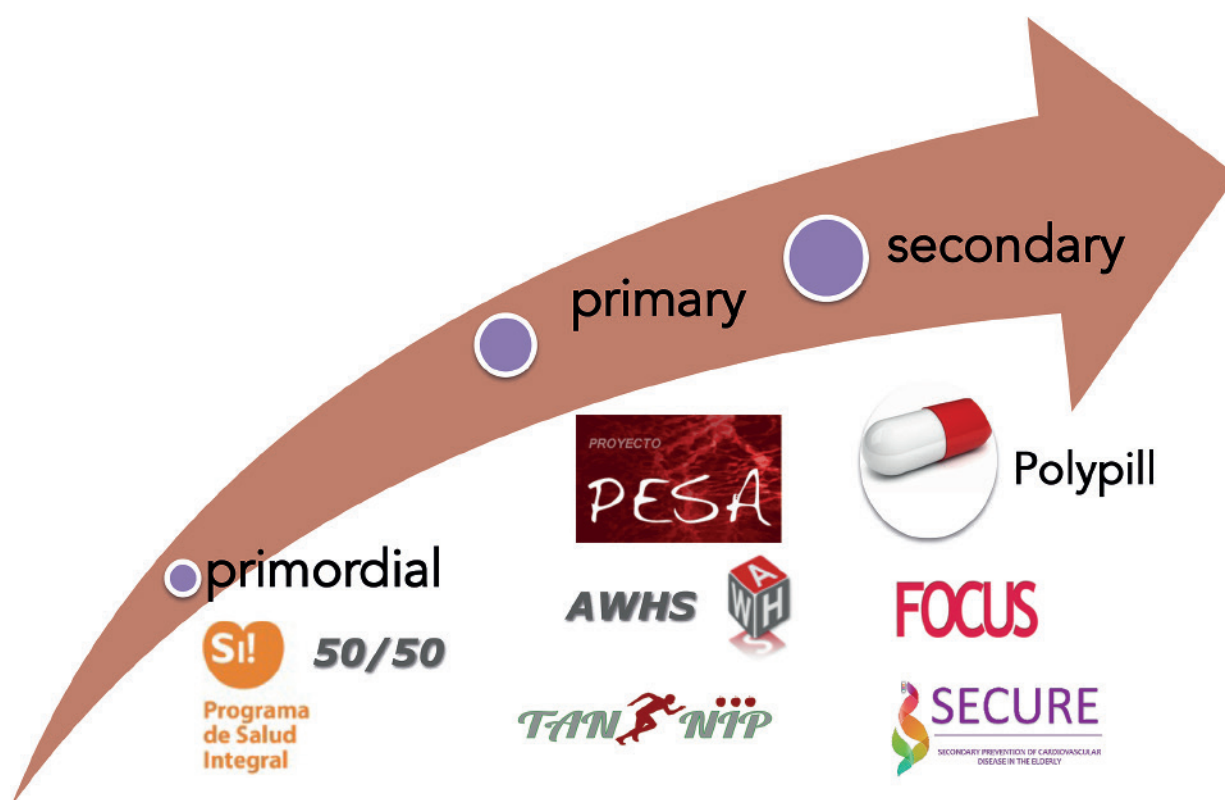 secondary
primary
primordial
SI!
Programa
de Salud
Integral
50/50
PROYECTO
PESA
AWHS
A
W H
S
TAN NIP
Polypill
FOCUS
SECURE
SECONDARY PREVENTION OF CARDIOVASCULAR
DISEASE IN THE ELDERLY